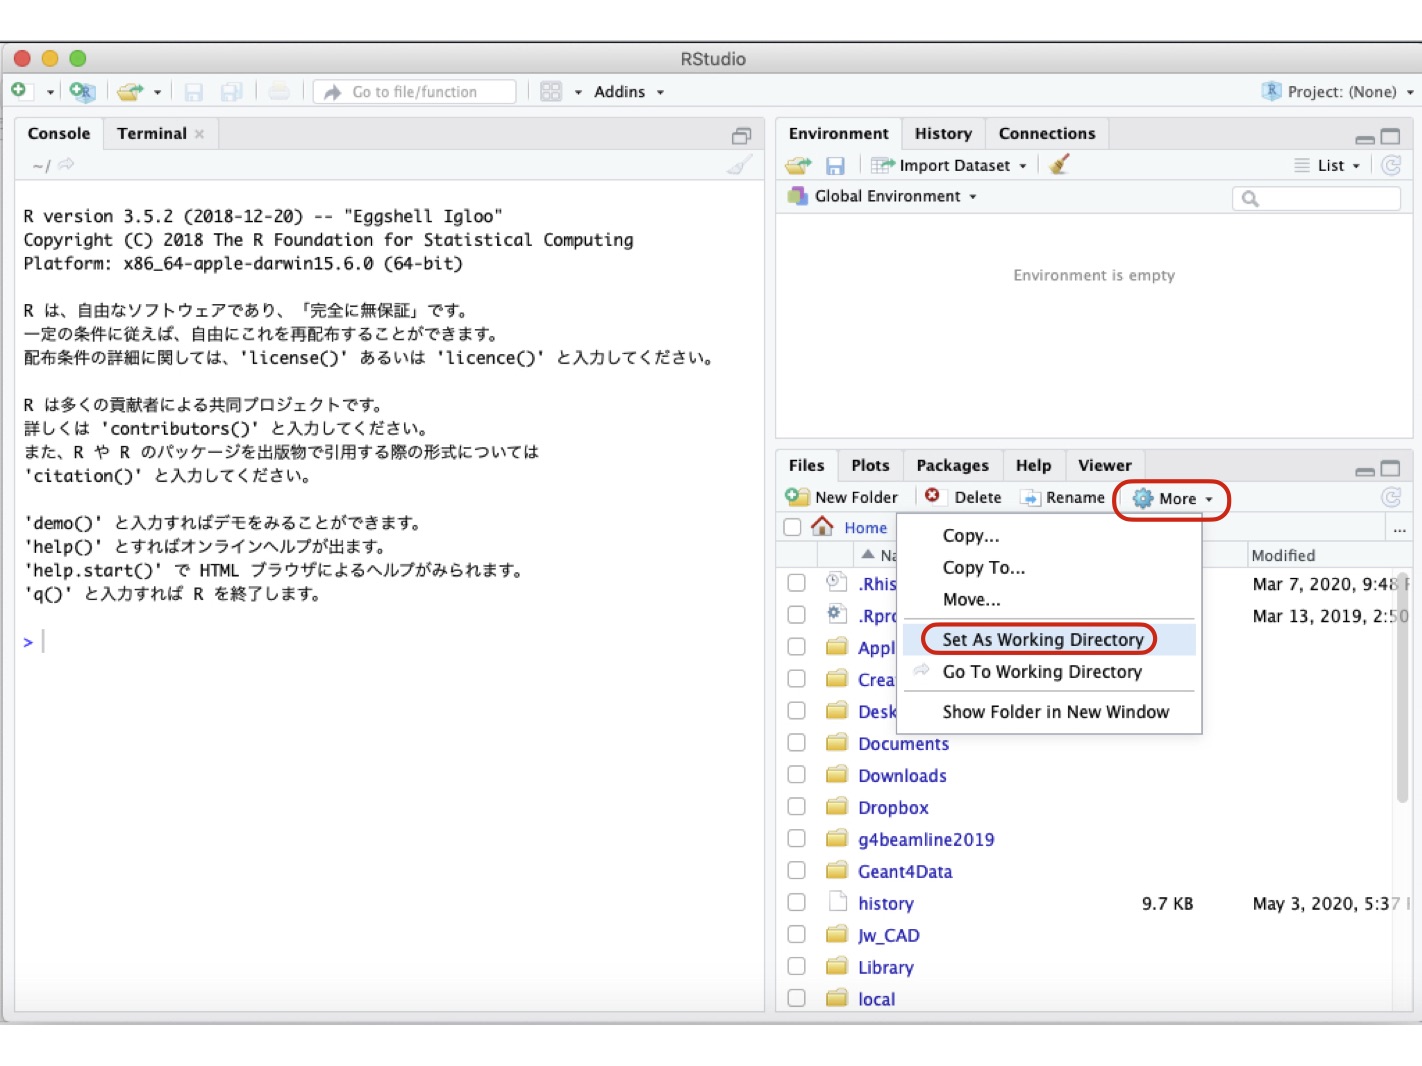 RStudio
Go to file/function
Addins
Project: (None)
Console
Terminal
~/
R version 3.5.2 (2018-12-20) -- "Eggshell Igloo"
Copyright (C) 2018 The R Foundation for Statistical Computing
Platform: x86_64-apple-darwin15.6.0 (64-bit)
R は、自由なソフトウェアであり、「完全に無保証」です。
一定の条件に従えば、自由にこれを再配布することができます。
配布条件の詳細に関しては、'license()' あるいは 'licence()' と入力してください。
R は多くの貢献者による共同プロジェクトです。
詳しくは 'contributors()' と入力してください。
また、R や R のパッケージを出版物で引用する際の形式については
'citation()' と入力してください。
'demo()' と入力すればデモをみることができます。
'help()' とすればオンラインヘルプが出ます。
'help.start()' で HTML ブラウザによるヘルプがみられます。
'q()' と入力すれば R を終了します。
>
Environment History Connections
Import Dataset
List
Global Environment
Environment is empty
Files Plots Packages Help Viewer
New Folder Delete Rename More
Home
...
Modified
Copy...
Copy To...
Move...
Set As Working Directory
Go To Working Directory
Show Folder in New Window
.Rhis Mar 7, 2020, 9:48
.Rpro Mar 13, 2019, 2:50
Appl
Crea
Desk
Documents
Downloads
Dropbox
g4beamline2019
Geant4Data
history 9.7 KB May 3, 2020, 5:37
Jw_CAD
Library
local